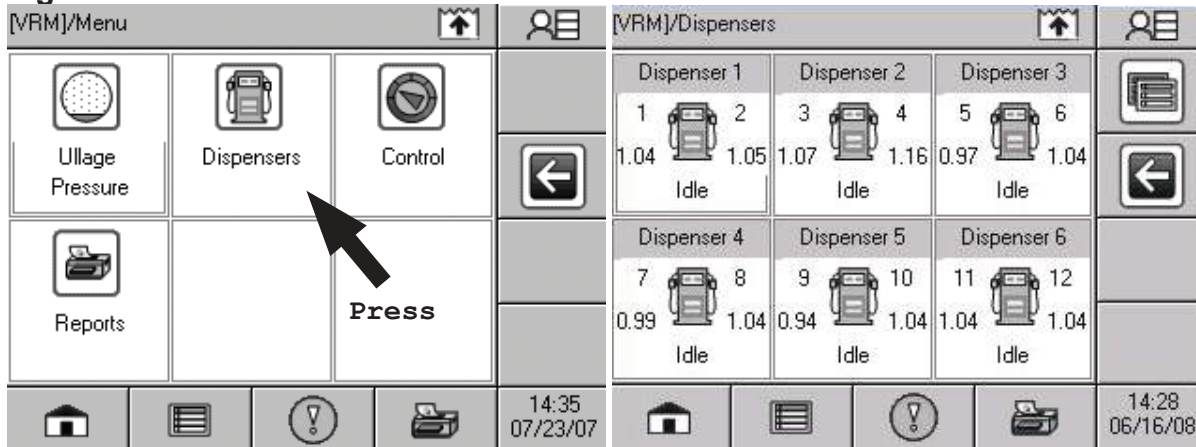 [VRM]/Menu
Ullage
Pressure
Dispensers
Control
Reports
Press
14:35
07/23/07
[VRM]/Dispensers
Dispenser 1
Dispenser 2
Dispenser 3
1 2
3 4
5 6
1.04 1.05
1.07 1.16
0.97 1.04
Idle
Idle
Idle
Dispenser 4
Dispenser 5
Dispenser 6
7 8
9 10
11 12
0.99 1.04
0.94 1.04
1.04 1.04
Idle
Idle
Idle
14:28
06/16/08